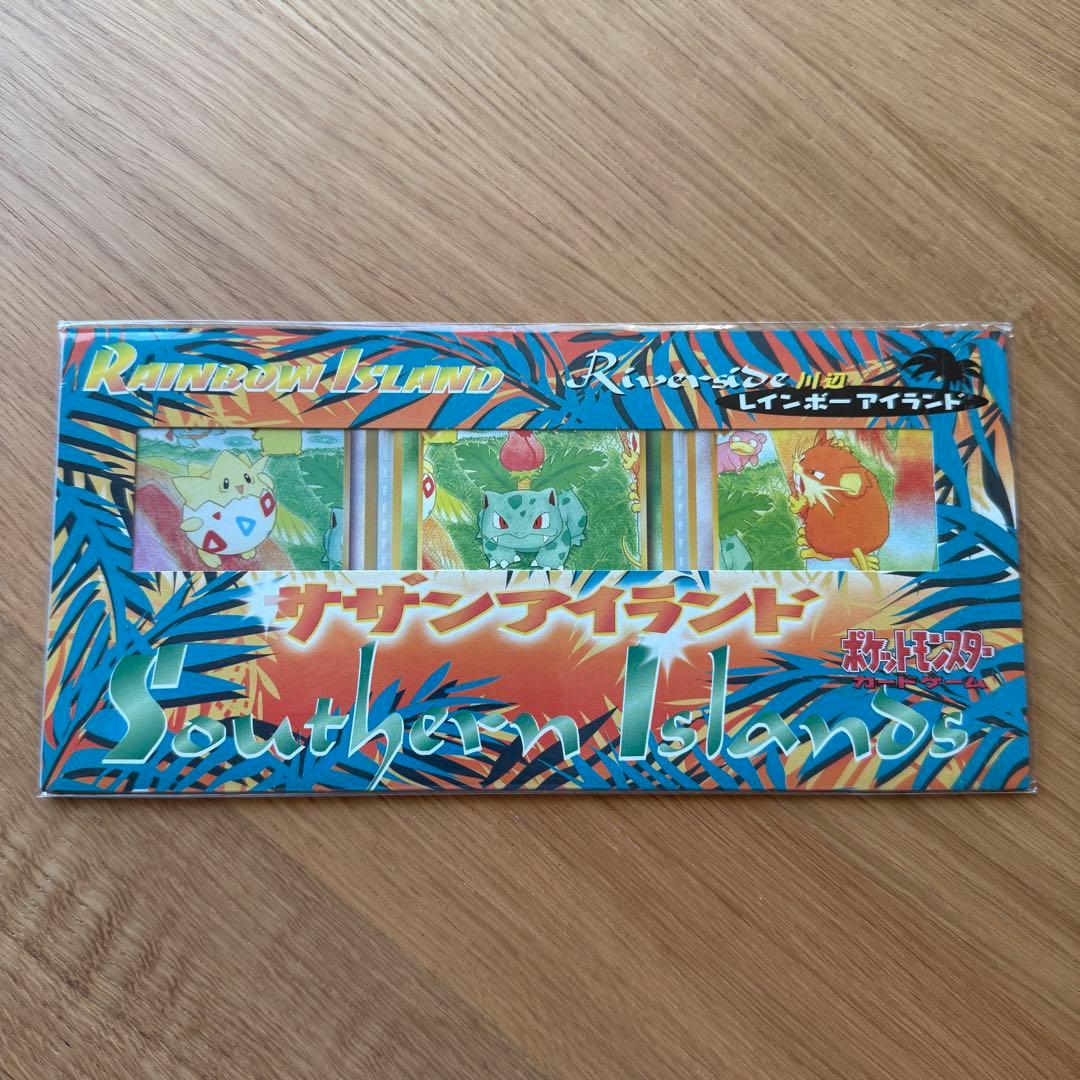 RAINBOW ISLAND
Riverside 川辺
レインボーアイランド
サザンアイランド
ポケットモンスター
カードゲーム
Southern Islands